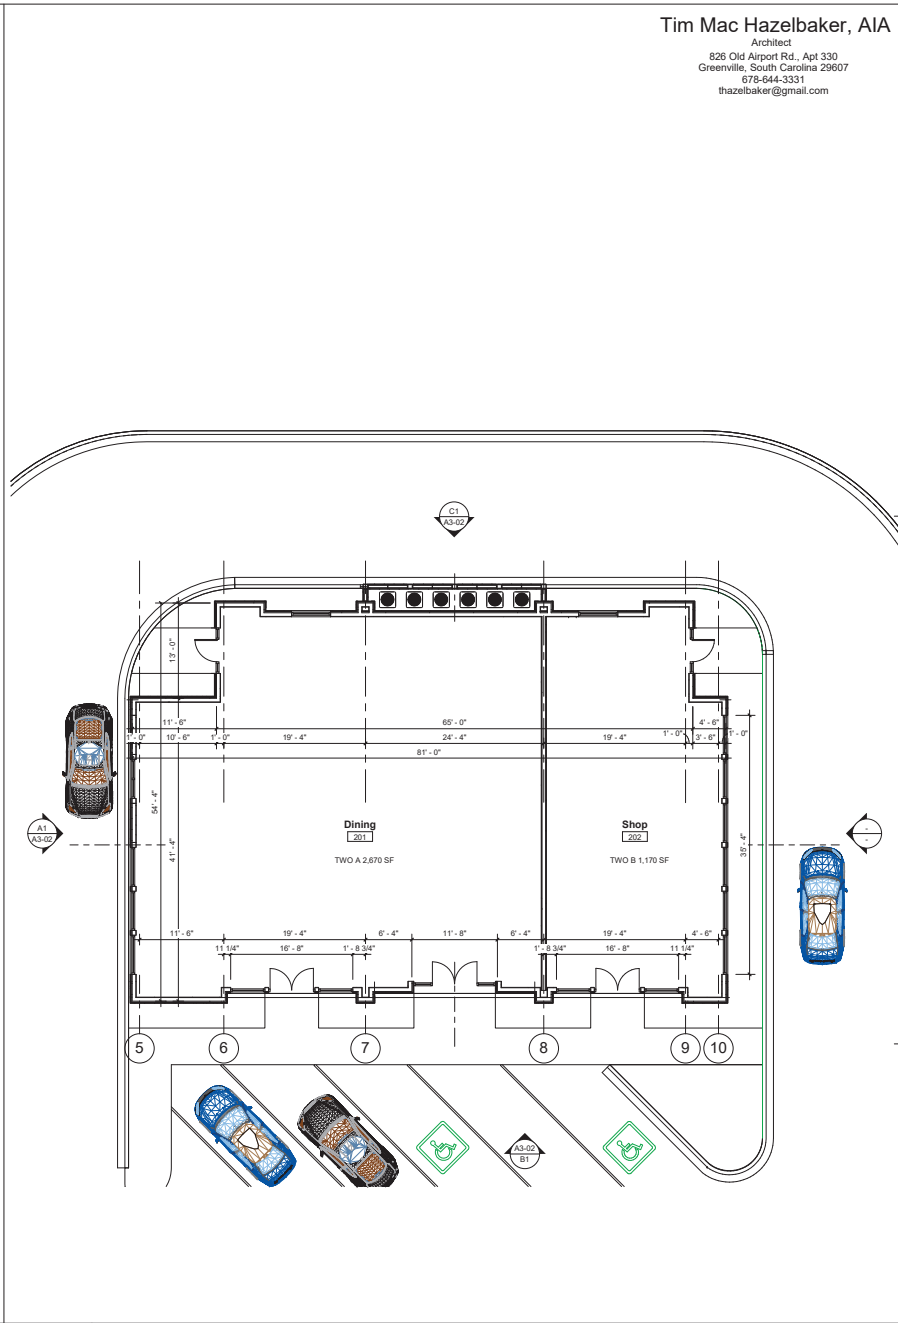 Tim Mac Hazelbaker, AIA
Architect
826 Old Airport Rd., Apt 330
Greenville, South Carolina 29607
678-644-3331
thazelbaker@gmail.com
C1
A3-02
13' - 0"
11' - 6"
65' - 0"
4' - 6"
1' - 0"
10' - 6"
1' - 0"
19' - 4"
24' - 4"
19' - 4"
1' - 0"
3' - 6"
1' - 0"
81' - 0"
54' - 4"
41' - 4"
35' - 4"
A1
A3-02
Dining
201
TWO A 2,670 SF
Shop
202
TWO B 1,170 SF
-
-
11' - 6"
19' - 4"
6' - 4"
11' - 8"
6' - 4"
19' - 4"
4' - 6"
11 1/4"
16' - 8"
1' - 8 3/4"
1' - 8 3/4"
16' - 8"
11 1/4"
5
6
7
8
9
10
A3-02
B1